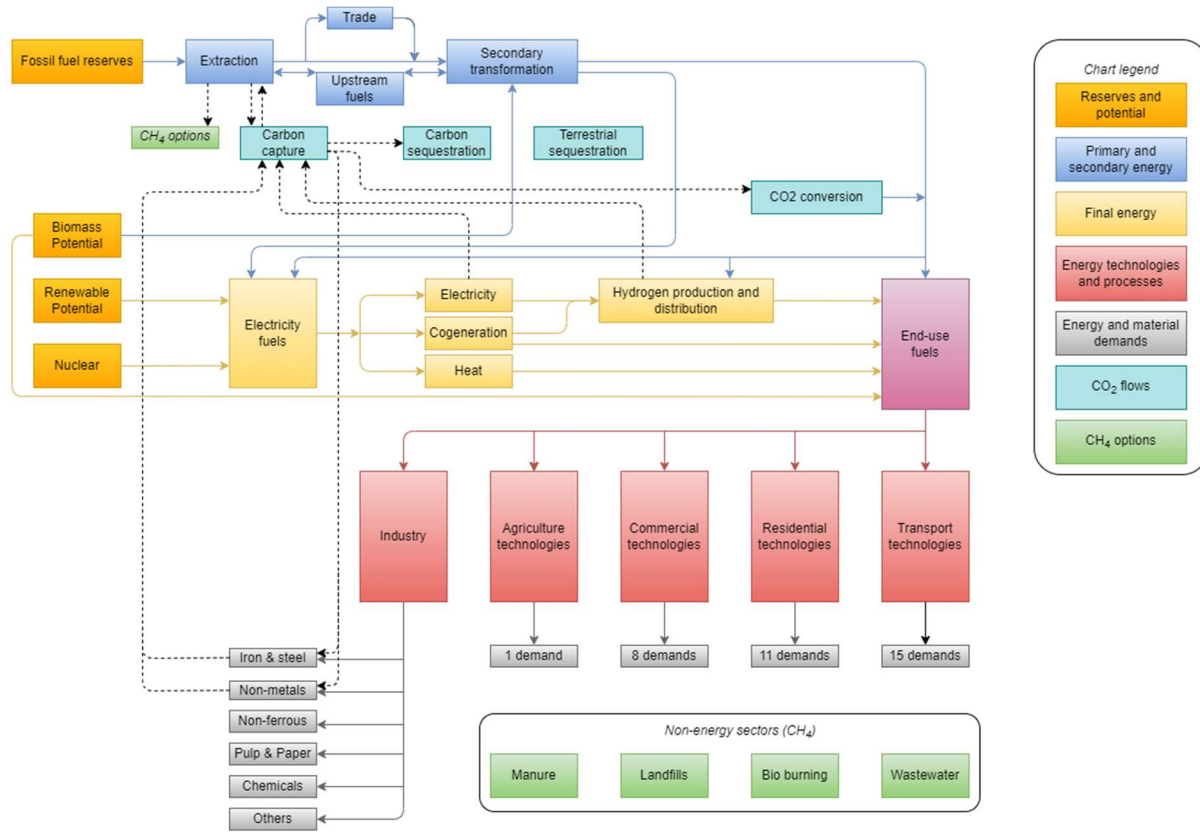 Trade
Fossil fuel reserves
Extraction
Secondary
transformation
Upstream
fuels
CH4 options
Carbon
capture
Carbon
sequestration
Terrestrial
sequestration
CO2 conversion
Biomass
Potential
Renewable
Potential
Nuclear
Electricity
fuels
Electricity
Cogeneration
Heat
Hydrogen production and
distribution
End-use
fuels
Industry
Agriculture
technologies
Commercial
technologies
Residential
technologies
Transport
technologies
1 demand
8 demands
11 demands
15 demands
Iron & steel
Non-metals
Non-ferrous
Pulp & Paper
Chemicals
Others
Non-energy sectors (CH4)
Manure
Landfills
Bio burning
Wastewater
Chart legend
Reserves and
potential
Primary and
secondary energy
Final energy
Energy technologies
and processes
Energy and material
demands
CO2 flows
CH4 options